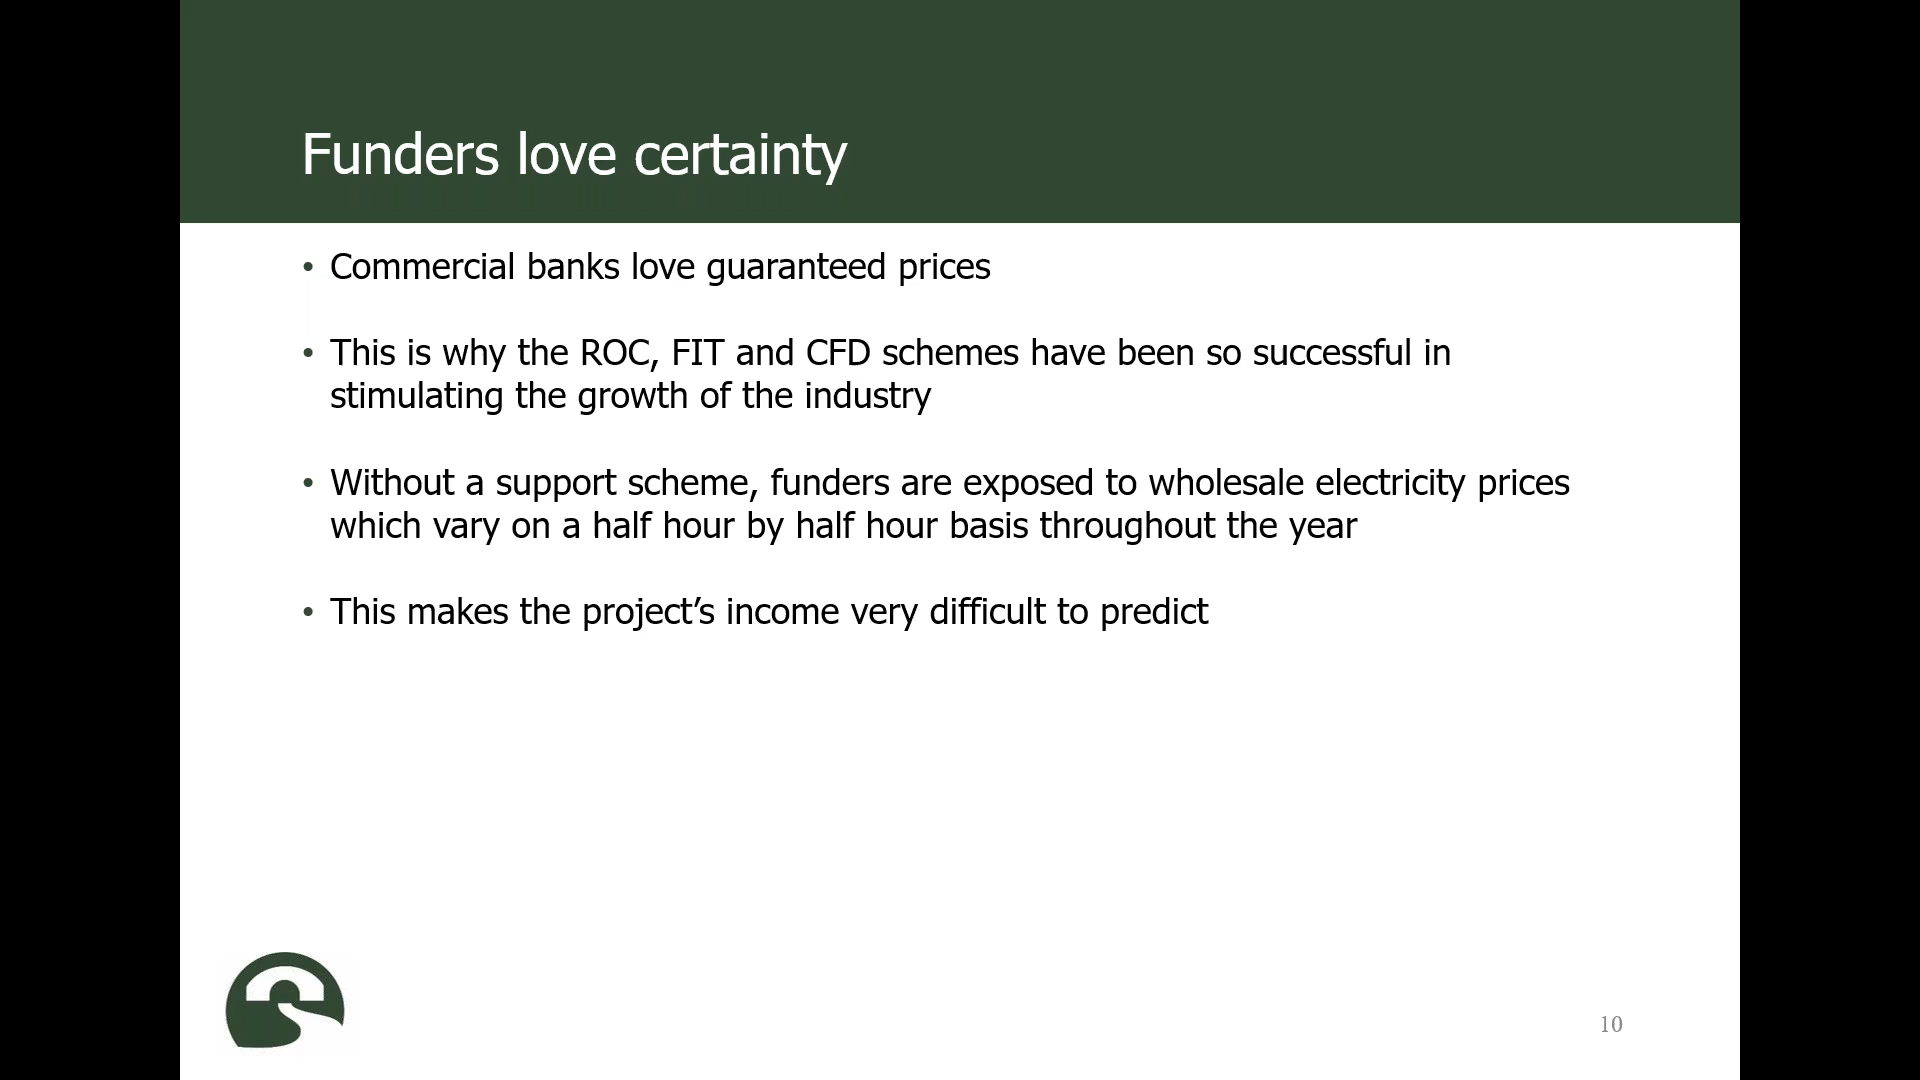 Funders love certainty
• Commercial banks love guaranteed prices
• This is why the ROC, FIT and CFD schemes have been so successful in
stimulating the growth of the industry
• Without a support scheme, funders are exposed to wholesale electricity prices
which vary on a half hour by half hour basis throughout the year
• This makes the project’s income very difficult to predict
10